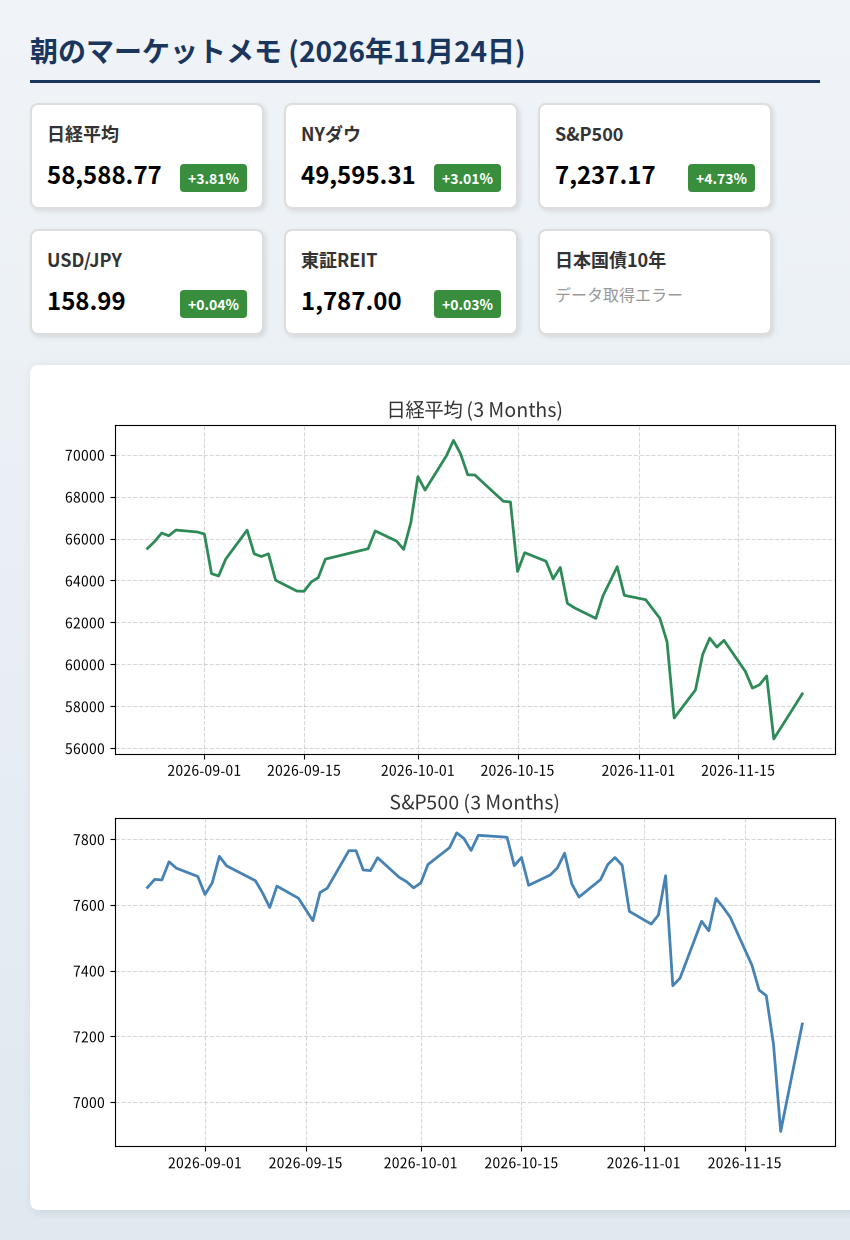 朝のマーケットメモ (2026年11月24日)
日経平均
58,588.77 +3.81%
NYダウ
49,595.31 +3.01%
S&P500
7,237.17 +4.73%
USD/JPY
158.99 +0.04%
東証REIT
1,787.00 +0.03%
日本国債10年
データ取得エラー
日経平均 (3 Months)
70000
68000
66000
64000
62000
60000
58000
56000
2026-09-01 2026-09-15 2026-10-01 2026-10-15 2026-11-01 2026-11-15
S&P500 (3 Months)
7800
7600
7400
7200
7000
2026-09-01 2026-09-15 2026-10-01 2026-10-15 2026-11-01 2026-11-15